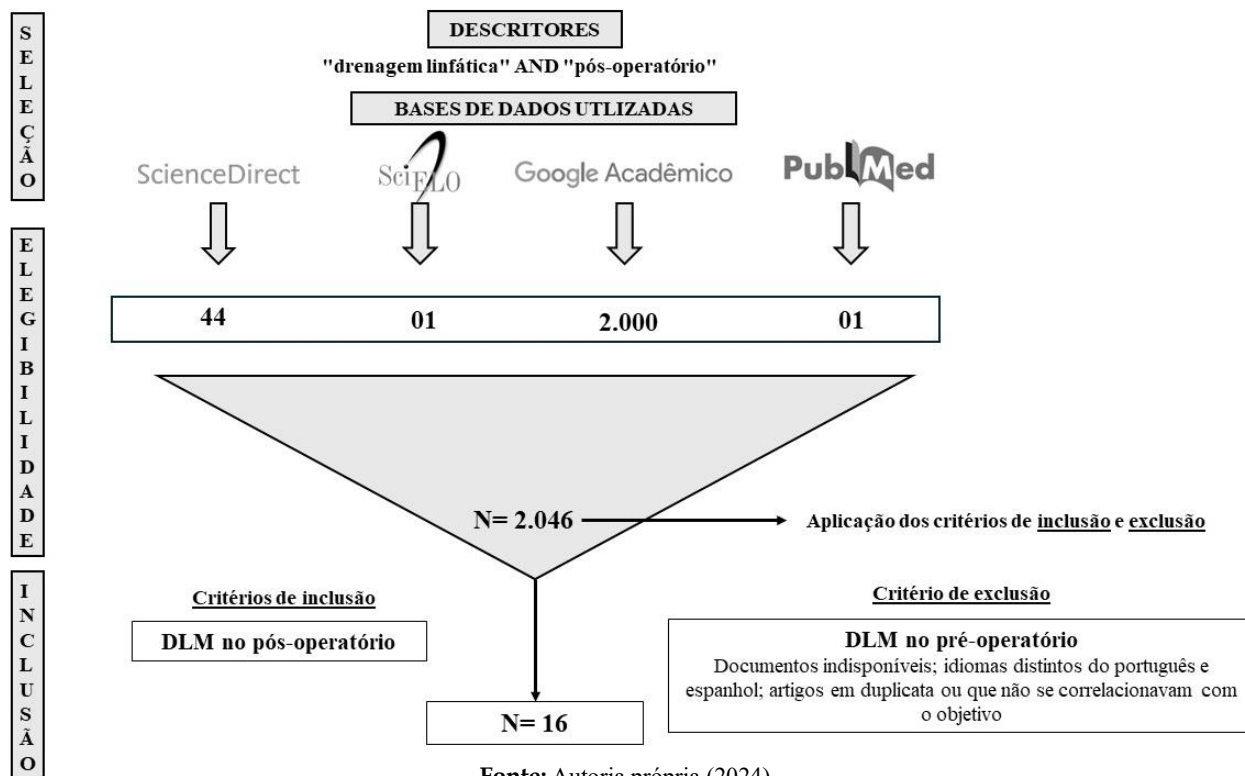 SELEÇÃO
DESCRITORES
"drenagem linfática" AND "pós-operatório"
BASES DE DADOS UTLIZADAS
ScienceDirect SciELO Google Acadêmico PubMed
ELEGIBILIDADE
44 01 2.000 01
N= 2.046 Aplicação dos critérios de inclusão e exclusão
INCLUSÃO
Critérios de inclusão
DLM no pós-operatório
Critério de exclusão
DLM no pré-operatório
Documentos indisponíveis; idiomas distintos do português e
espanhol; artigos em duplicata ou que não se correlacionavam com
o objetivo
N= 16
Fonte: Autoria própria (2024)